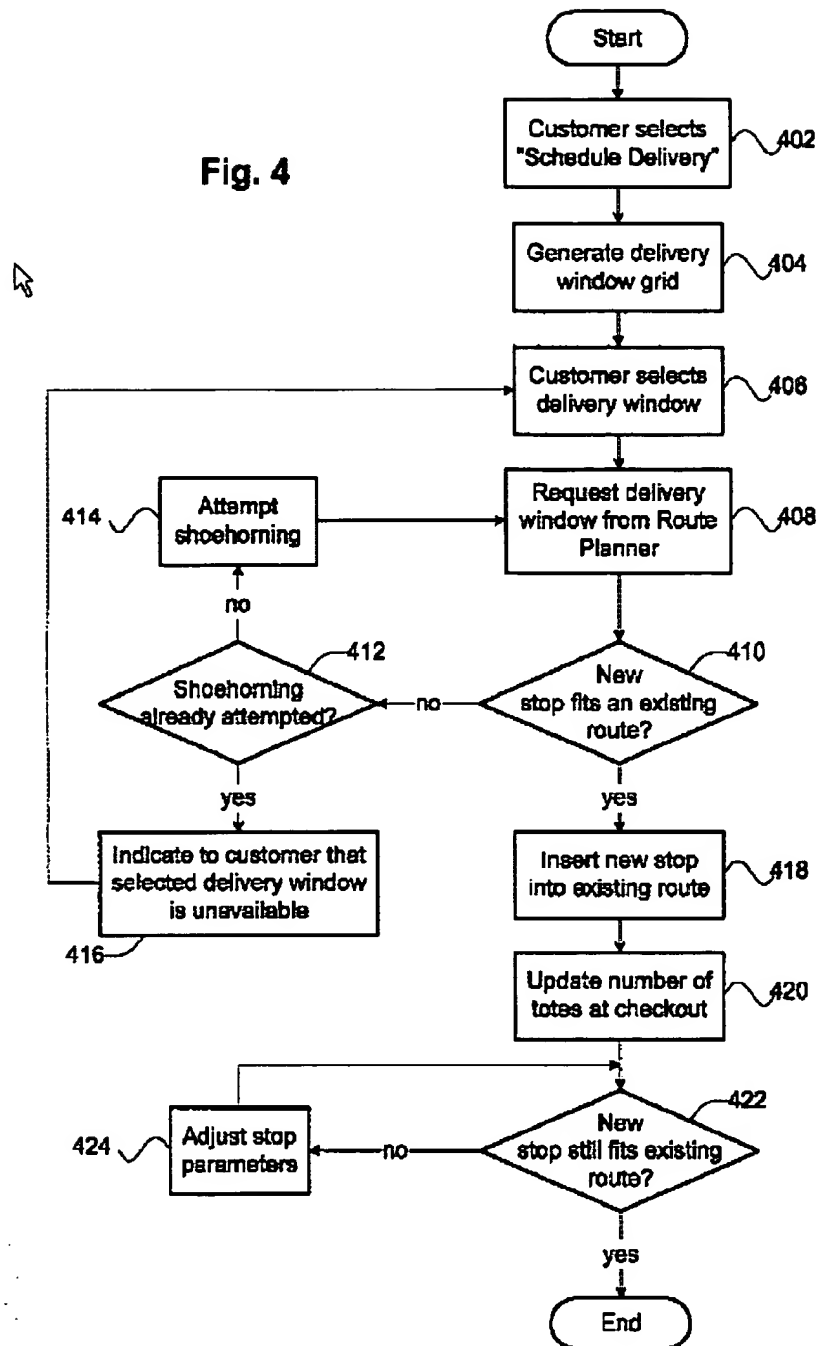 Fig. 4
Start
Customer selects
"Schedule Delivery"
402
Generate delivery
window grid
404
Customer selects
delivery window
406
Request delivery
window from Route
Planner
408
414
Attempt
shoehorning
no
412
Shoehorning
already attempted?
no
410
New
stop fits an existing
route?
yes
yes
Indicate to customer that
selected delivery window
is unavailable
416
Insert new stop
into existing route
418
Update number of
totes at checkout
420
422
New
stop still fits existing
route?
no
424
Adjust stop
parameters
yes
End